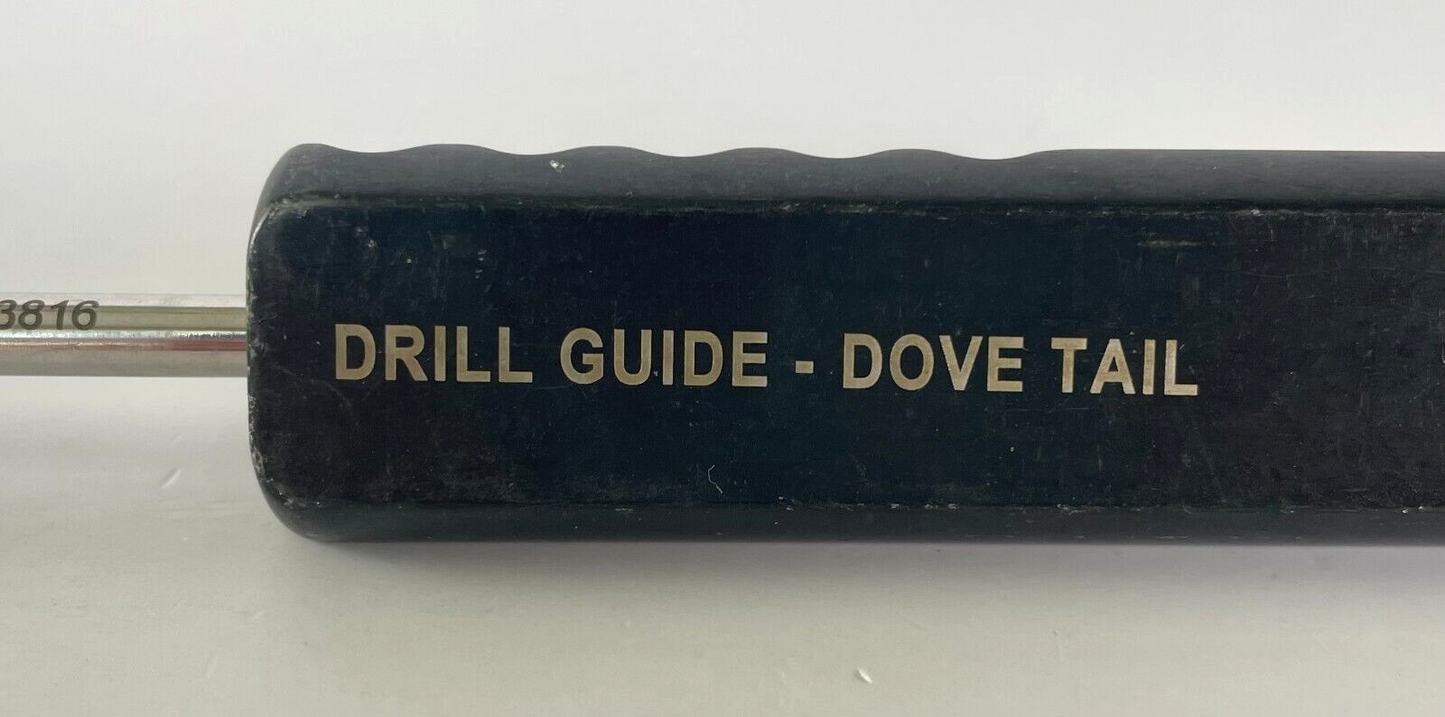 3816
DRILL GUIDE - DOVE TAIL